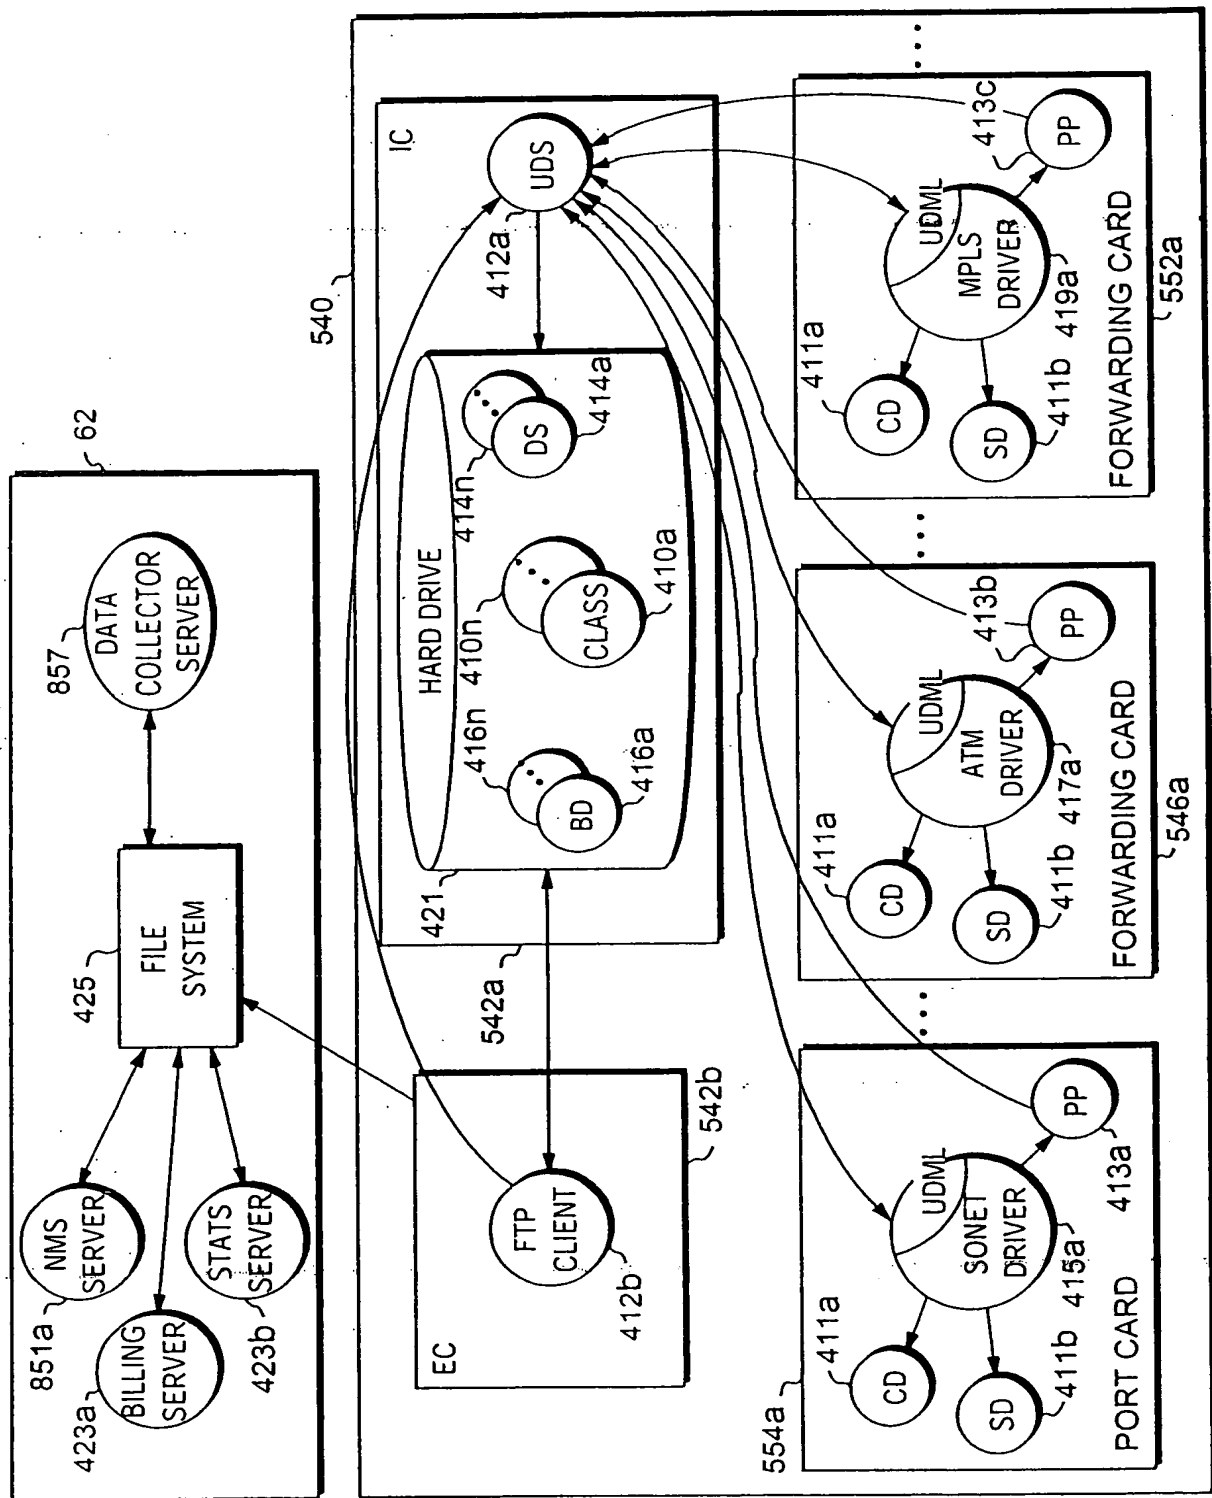 62
857
DATA
COLLECTOR
SERVER
425
FILE
SYSTEM
NMS
SERVER
851a
BILLING
SERVER
423a
STATS
SERVER
423b
540
IC
UDS
412a
HARD DRIVE
421
416n
BD
416a
410n
CLASS
410a
414n
DS
414a
542a
EC
FTP
CLIENT
412b
542b
554a
UDML
SONET
DRIVER
415a
CD
411a
SD
411b
PP
413a
PORT CARD
UDML
ATM
DRIVER
417a
CD
411a
SD
411b
PP
413b
FORWARDING CARD
546a
UDML
MPLS
DRIVER
419a
CD
411a
SD
411b
PP
413c
FORWARDING CARD
552a